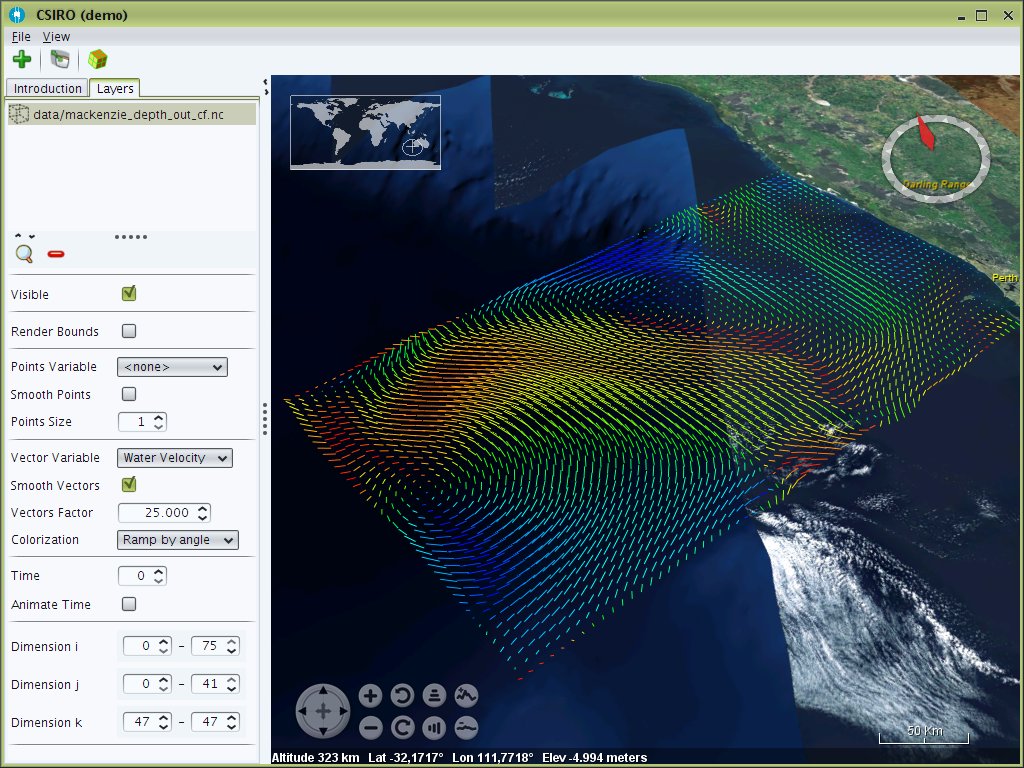 CSIRO (demo)
File View
Introduction Layers
data/mackenzie_depth_out_cf.nc
Visible
Render Bounds
Points Variable <none>
Smooth Points
Points Size 1
Vector Variable Water Velocity
Smooth Vectors
Vectors Factor 25.000
Colorization Ramp by angle
Time 0
Animate Time
Dimension i 0 - 75
Dimension j 0 - 41
Dimension k 47 - 47
Darling Range
Perth
50 Km
Altitude 323 km Lat -32,1717° Lon 111,7718° Elev -4.994 meters